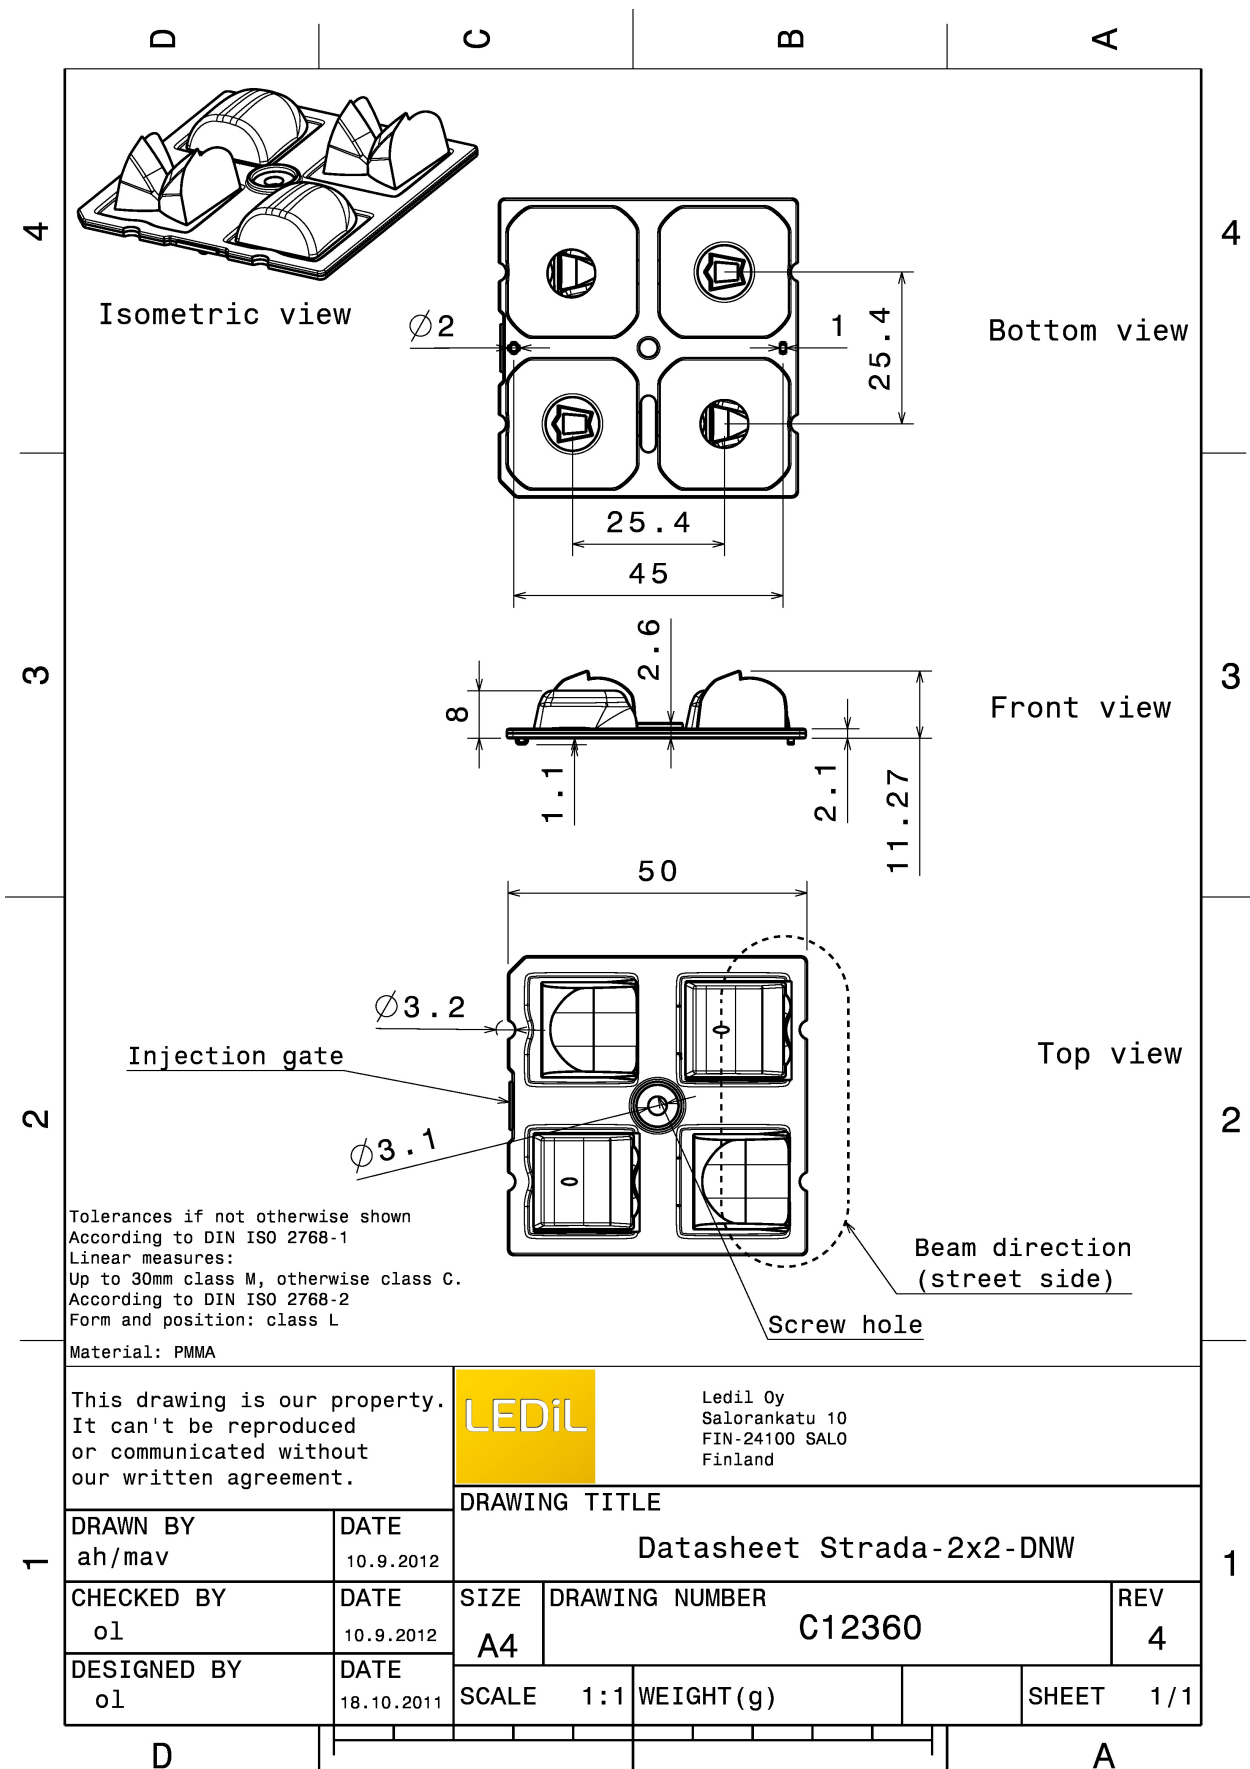 D
C
B
A
4
4
Isometric view
Ø2
1
25.4
Bottom view
25.4
45
3
3
2.6
8
Front view
1.1
2.1
11.27
50
Ø3.2
Injection gate
Top view
2
2
Ø3.1
Tolerances if not otherwise shown
According to DIN ISO 2768-1
Linear measures:
Up to 30mm class M, otherwise class C.
According to DIN ISO 2768-2
Form and position: class L
Material: PMMA
Beam direction
(street side)
Screw hole
This drawing is our property.
It can't be reproduced
or communicated without
our written agreement.
LEDiL
Ledil Oy
Salorankatu 10
FIN-24100 SALO
Finland
DRAWING TITLE
Datasheet Strada-2x2-DNW
DRAWN BY
ah/mav
DATE
10.9.2012
1
1
CHECKED BY
ol
DATE
10.9.2012
SIZE
A4
DRAWING NUMBER
C12360
REV
4
DESIGNED BY
ol
DATE
18.10.2011
SCALE 1:1
WEIGHT(g)
SHEET 1/1
D
A